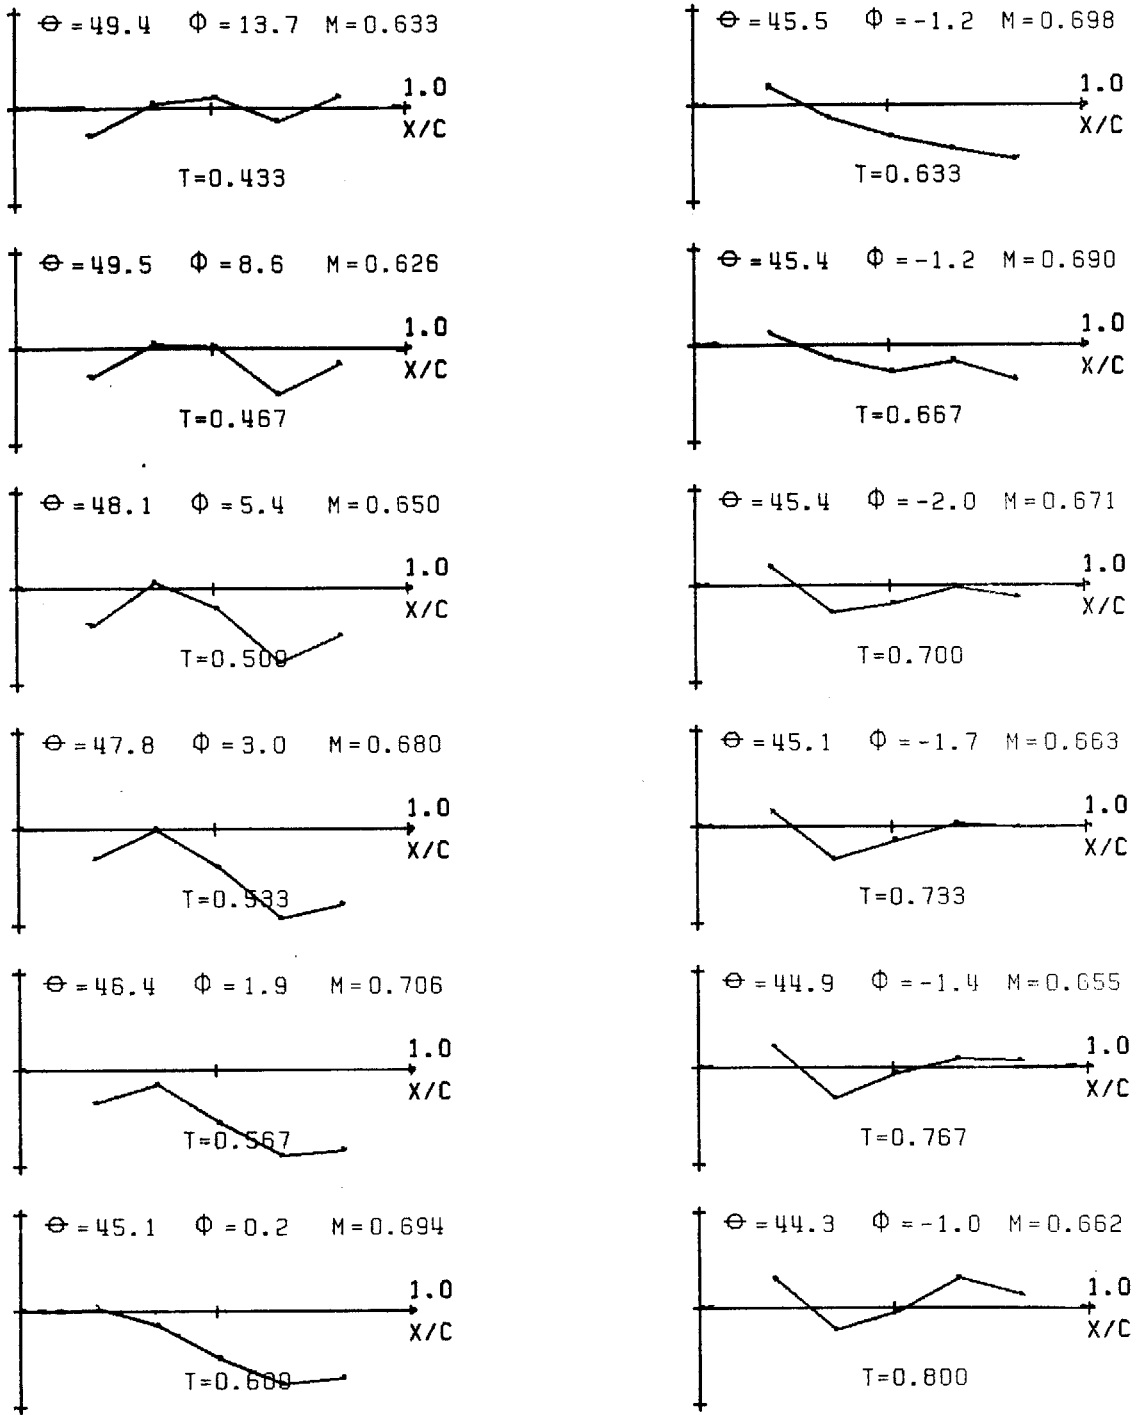 Θ=49.4 Φ=13.7 M=0.633
1.0
X/C
T=0.433
Θ=49.5 Φ=8.6 M=0.626
1.0
X/C
T=0.467
Θ=48.1 Φ=5.4 M=0.650
1.0
X/C
T=0.500
Θ=47.8 Φ=3.0 M=0.680
1.0
X/C
T=0.533
Θ=46.4 Φ=1.9 M=0.706
1.0
X/C
T=0.567
Θ=45.1 Φ=0.2 M=0.694
1.0
X/C
T=0.600
Θ=45.5 Φ=-1.2 M=0.698
1.0
X/C
T=0.633
Θ=45.4 Φ=-1.2 M=0.690
1.0
X/C
T=0.667
Θ=45.4 Φ=-2.0 M=0.671
1.0
X/C
T=0.700
Θ=45.1 Φ=-1.7 M=0.663
1.0
X/C
T=0.733
Θ=44.9 Φ=-1.4 M=0.655
1.0
X/C
T=0.767
Θ=44.3 Φ=-1.0 M=0.662
1.0
X/C
T=0.800